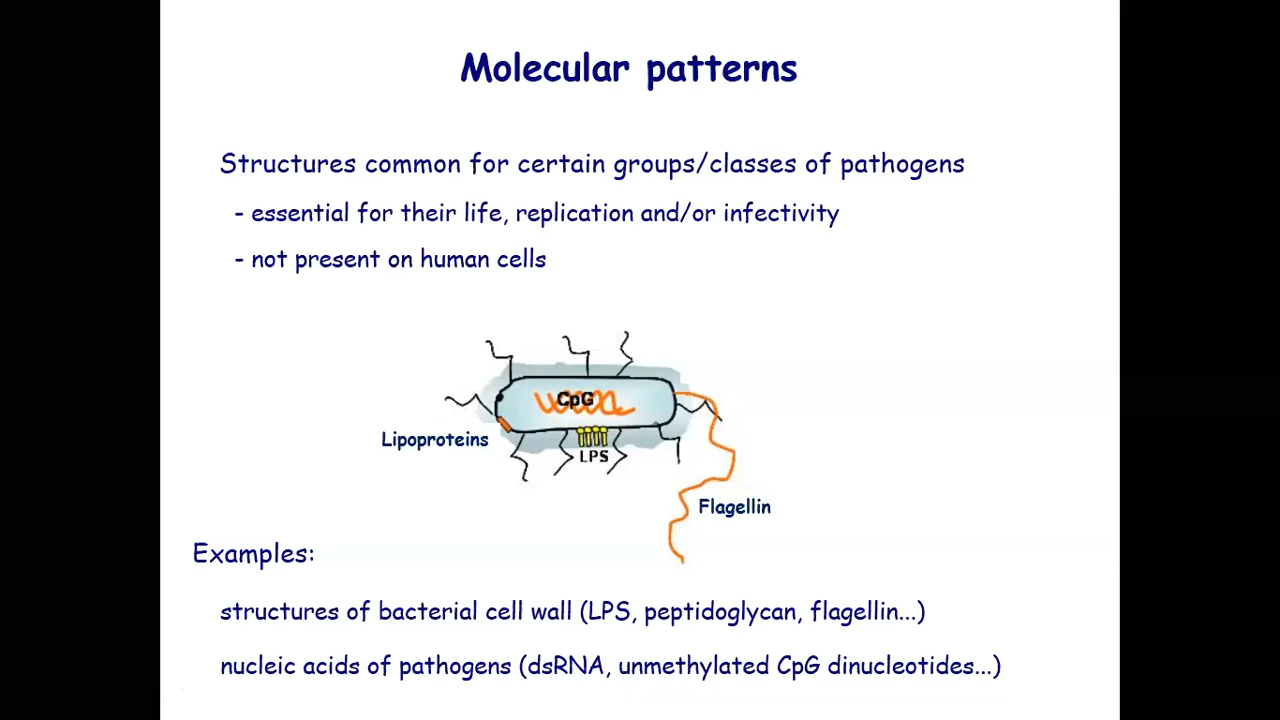 Molecular patterns
Structures common for certain groups/classes of pathogens
- essential for their life, replication and/or infectivity
- not present on human cells
CpG
Lipoproteins
LPS
Flagellin
Examples:
structures of bacterial cell wall (LPS, peptidoglycan, flagellin...)
nucleic acids of pathogens (dsRNA, unmethylated CpG dinucleotides...)